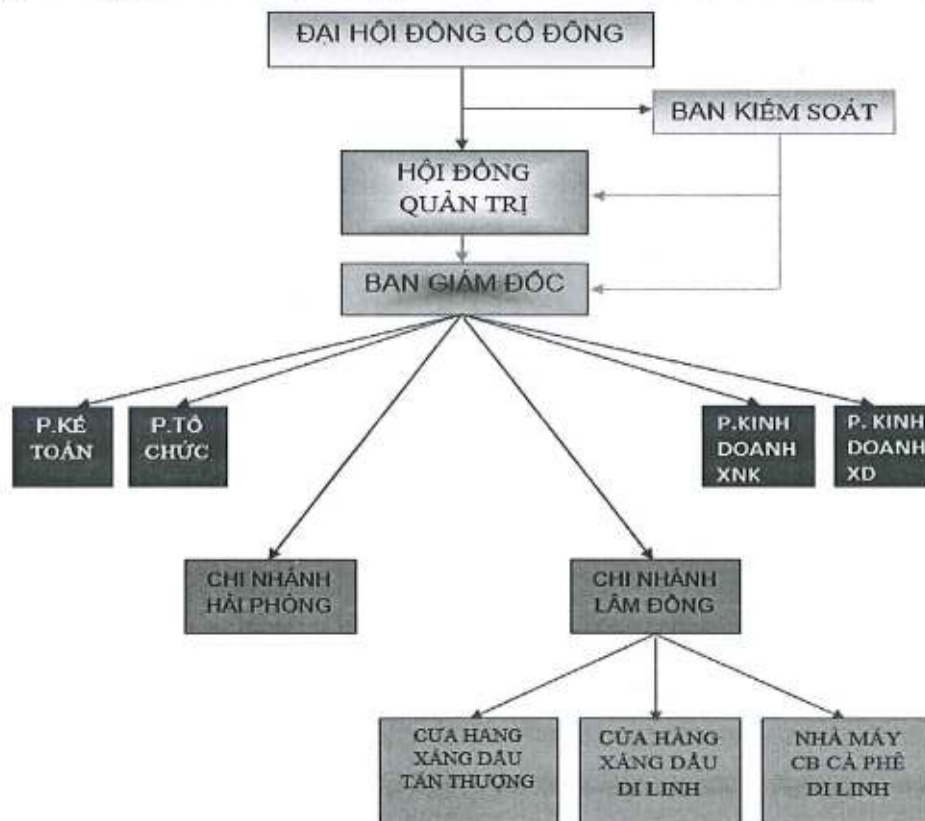 ĐẠI HỘI ĐỒNG CỔ ĐÔNG
BAN KIỂM SOÁT
HỘI ĐỒNG
QUẢN TRỊ
BAN GIÁM ĐỐC
P.KẾ
TOÁN
P.TỔ
CHỨC
P.KINH
DOANH
XNK
P. KINH
DOANH
XD
CHI NHÁNH
HẢI PHÒNG
CHI NHÁNH
LÂM ĐỒNG
CỬA HÀNG
XĂNG DẦU
TÂN THƯỢNG
CỬA HÀNG
XĂNG DẦU
DI LINH
NHÀ MÁY
CB CÀ PHÊ
DI LINH